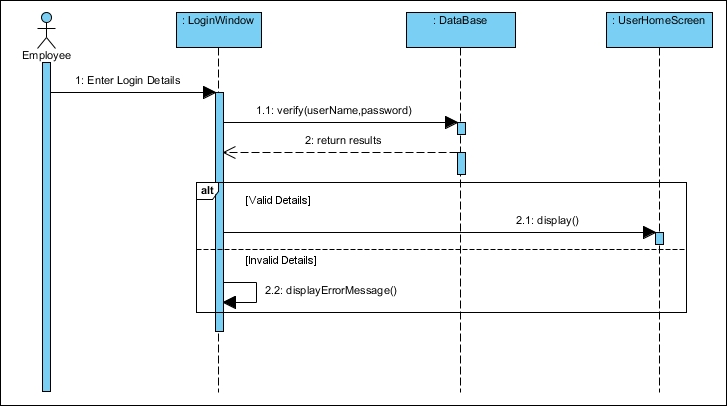 : LoginWindow
: DataBase
: UserHomeScreen
Employee
1: Enter Login Details
1.1: verify(userName,password)
2: return results
alt
[Valid Details]
2.1: display()
[Invalid Details]
2.2: displayErrorMessage()